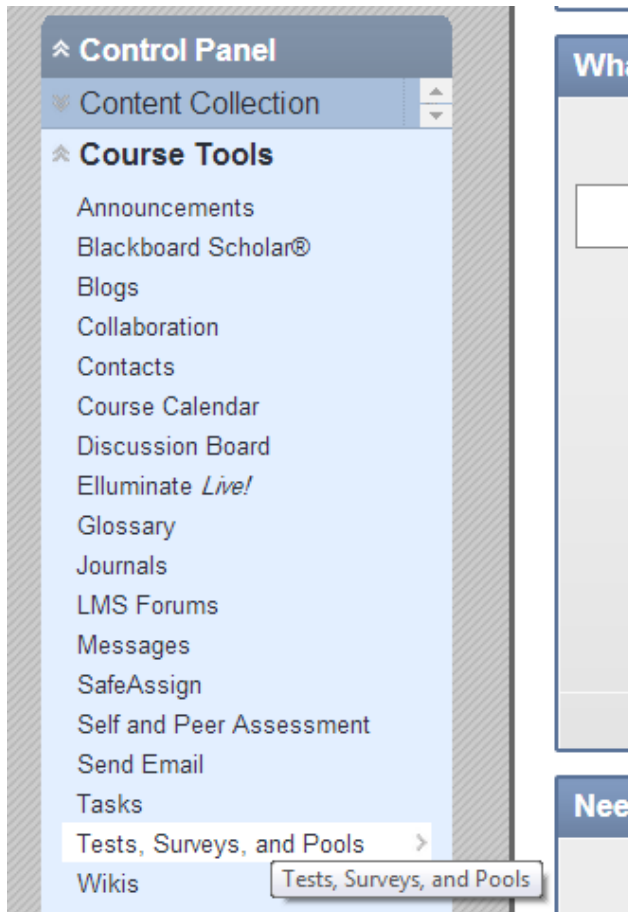 Control Panel
Content Collection
Course Tools
Announcements
Blackboard Scholar®
Blogs
Collaboration
Contacts
Course Calendar
Discussion Board
Elluminate Live!
Glossary
Journals
LMS Forums
Messages
SafeAssign
Self and Peer Assessment
Send Email
Tasks
Tests, Surveys, and Pools
Wikis
Tests, Surveys, and Pools
Wha
Nee